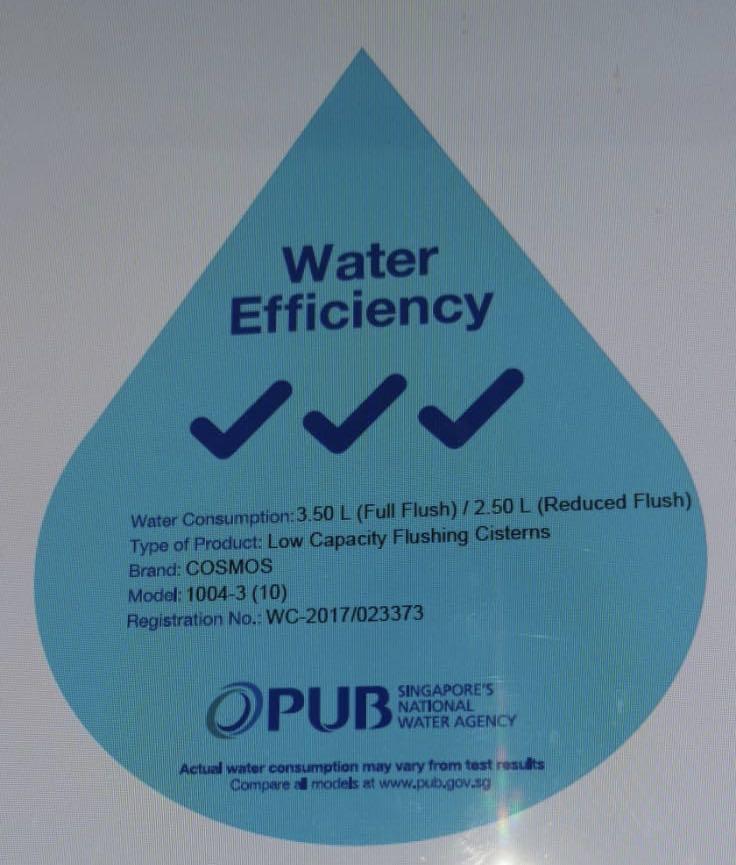 Water
Efficiency
Water Consumption: 3.50 L (Full Flush) / 2.50 L (Reduced Flush)
Type of Product: Low Capacity Flushing Cisterns
Brand: COSMOS
Model: 1004-3 (10)
Registration No.: WC-2017/023373
PUB SINGAPORE'S
NATIONAL
WATER AGENCY
Actual water consumption may vary from test results
Compare all models at www.pub.gov.sg